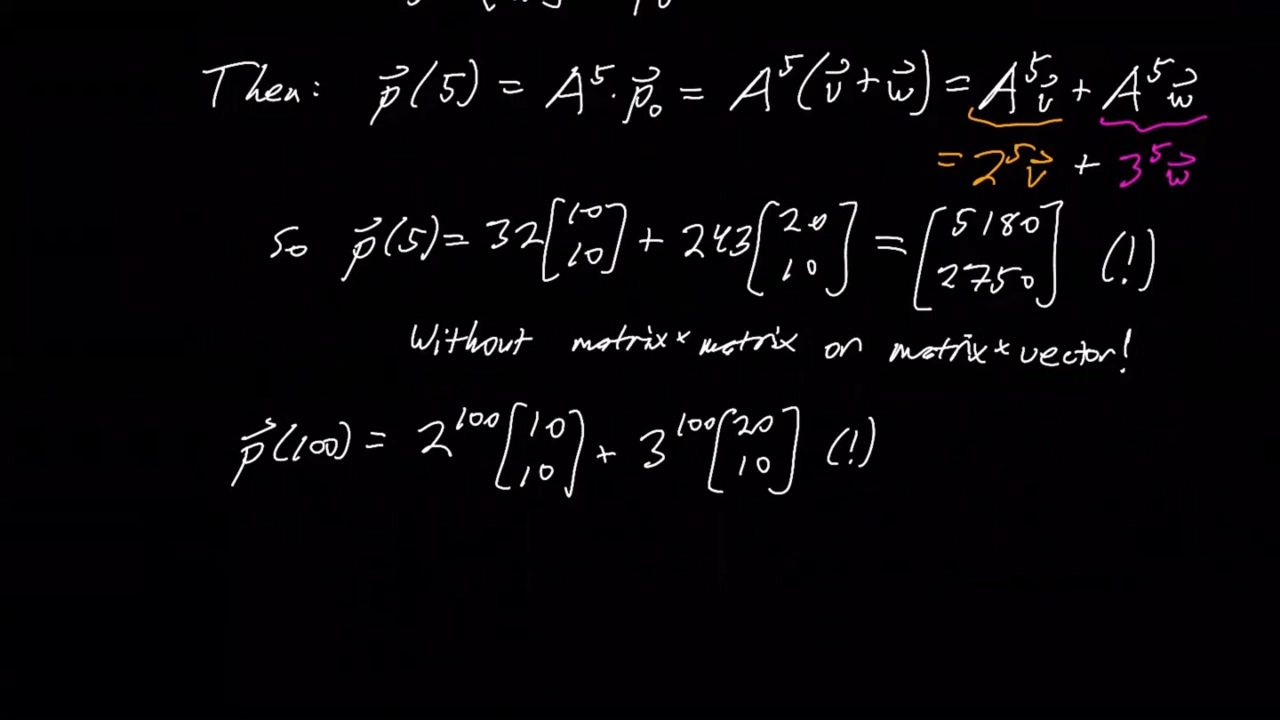 Then: p⃗(5) = A⁵·p⃗₀ = A⁵(v⃗ + w⃗) = A⁵v⃗ + A⁵w⃗
= 2⁵v⃗ + 3⁵w⃗
So p⃗(5) = 32[10 10] + 243[20 10] = [5180 2750] (!)
Without matrix×matrix or matrix×vector!
p⃗(100) = 2¹⁰⁰[10 10] + 3¹⁰⁰[20 10] (!)